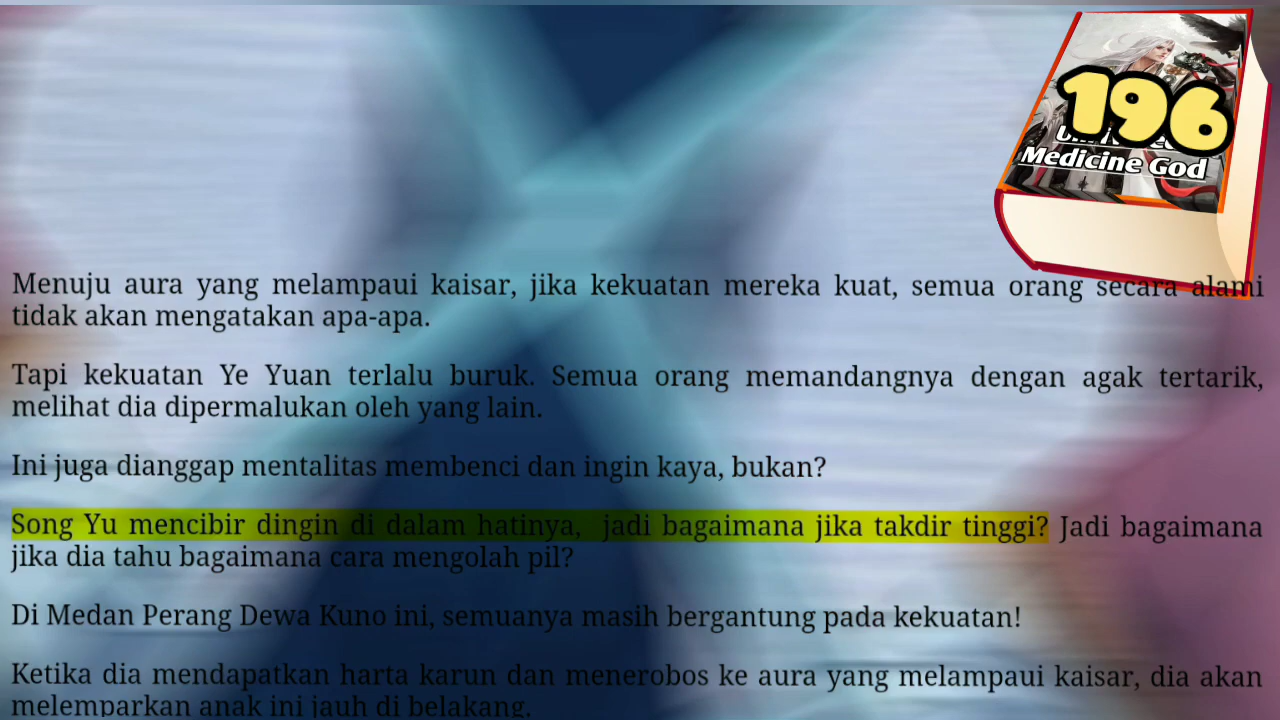 196
Medicine God
Menuju aura yang melampaui kaisar, jika kekuatan mereka kuat, semua orang secara alami
tidak akan mengatakan apa-apa.
Tapi kekuatan Ye Yuan terlalu buruk. Semua orang memandangnya dengan agak tertarik,
melihat dia dipermalukan oleh yang lain.
Ini juga dianggap mentalitas membenci dan ingin kaya, bukan?
Song Yu mencibir dingin di dalam hatinya, jadi bagaimana jika takdir tinggi? Jadi bagaimana
jika dia tahu bagaimana cara mengolah pil?
Di Medan Perang Dewa Kuno ini, semuanya masih bergantung pada kekuatan!
Ketika dia mendapatkan harta karun dan menerobos ke aura yang melampaui kaisar, dia akan
melemparkan anak ini jauh di belakang.